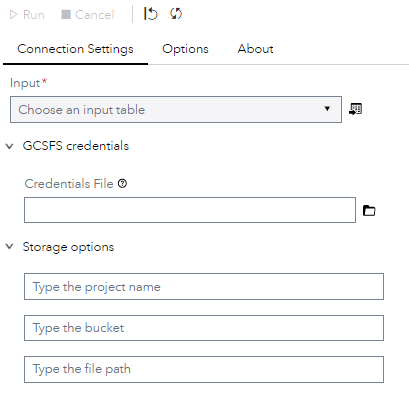 Run Cancel
Connection Settings Options About
Input*
Choose an input table
GCSFS credentials
Credentials File
Storage options
Type the project name
Type the bucket
Type the file path